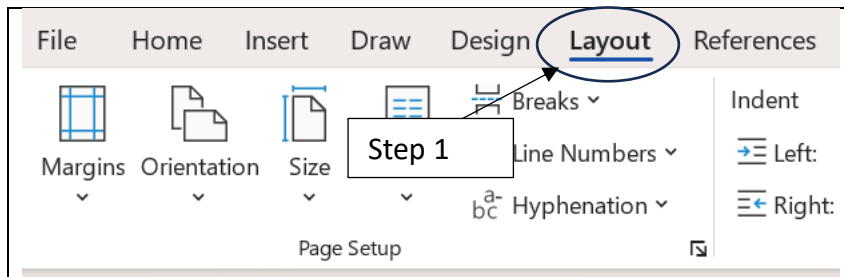 File Home Insert Draw Design Layout References
Breaks Indent
Step 1
Margins Orientation Size Line Numbers Left:
Hyphenation Right:
Page Setup